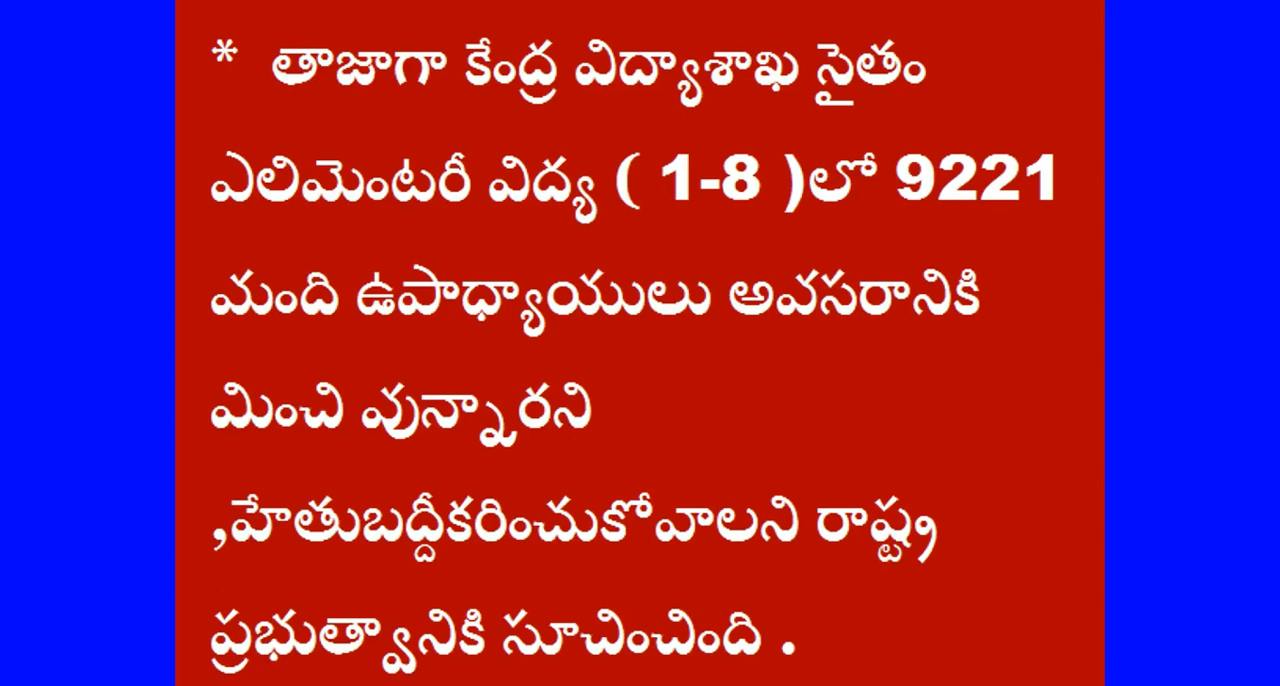 * తాజాగా కేంద్ర విద్యాశాఖ సైతం
ఎలిమెంటరీ విద్య ( 1-8 )లో 9221
మంది ఉపాధ్యాయులు అవసరానికి
మించి వున్నారని
,హేతుబద్దీకరించుకోవాలని రాష్ట్ర
ప్రభుత్వానికి సూచించింది .